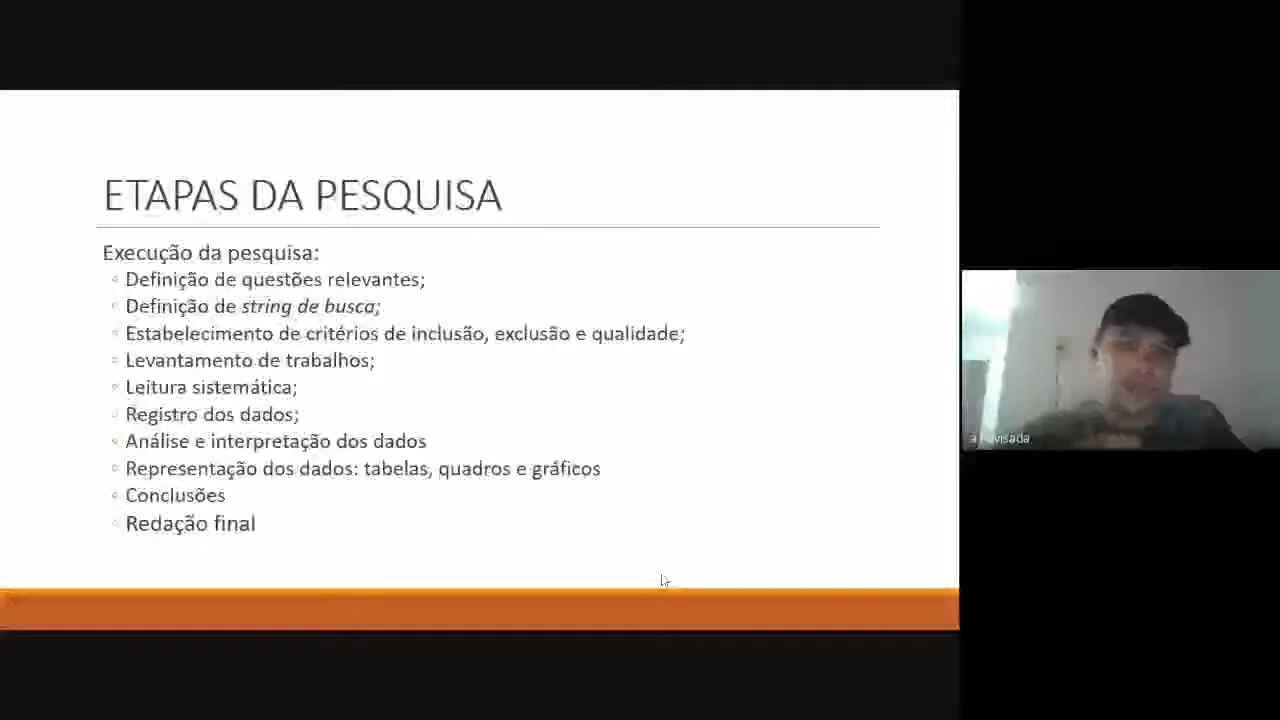 ETAPAS DA PESQUISA
Execução da pesquisa:
Definição de questões relevantes;
Definição de string de busca;
Estabelecimento de critérios de inclusão, exclusão e qualidade;
Levantamento de trabalhos;
Leitura sistemática;
Registro dos dados;
Análise e interpretação dos dados
Representação dos dados: tabelas, quadros e gráficos
Conclusões
Redação final